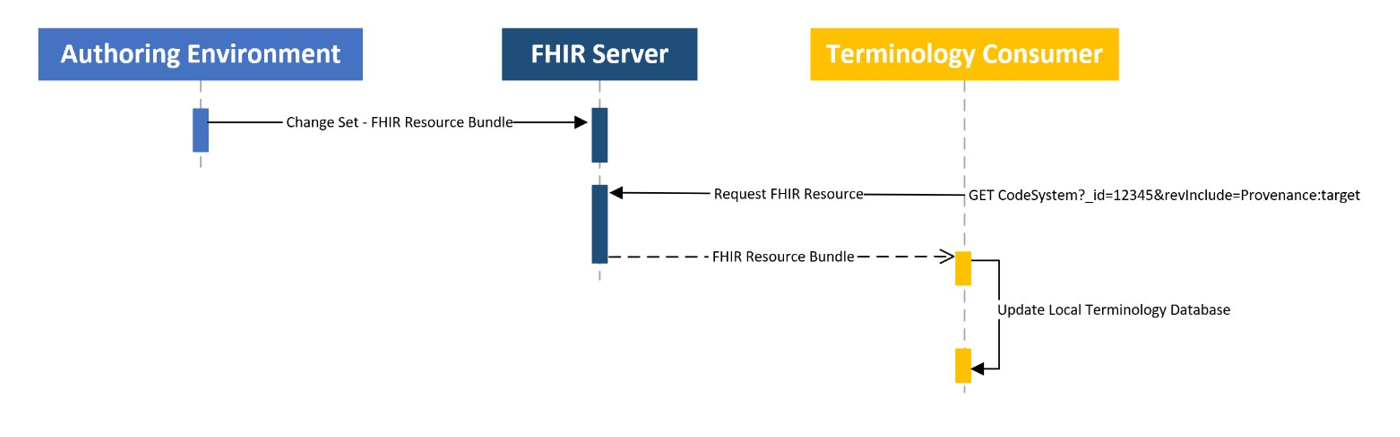 Authoring Environment
FHIR Server
Terminology Consumer
Change Set - FHIR Resource Bundle
Request FHIR Resource
GET CodeSystem?_id=12345&revInclude=Provenance:target
FHIR Resource Bundle
Update Local Terminology Database